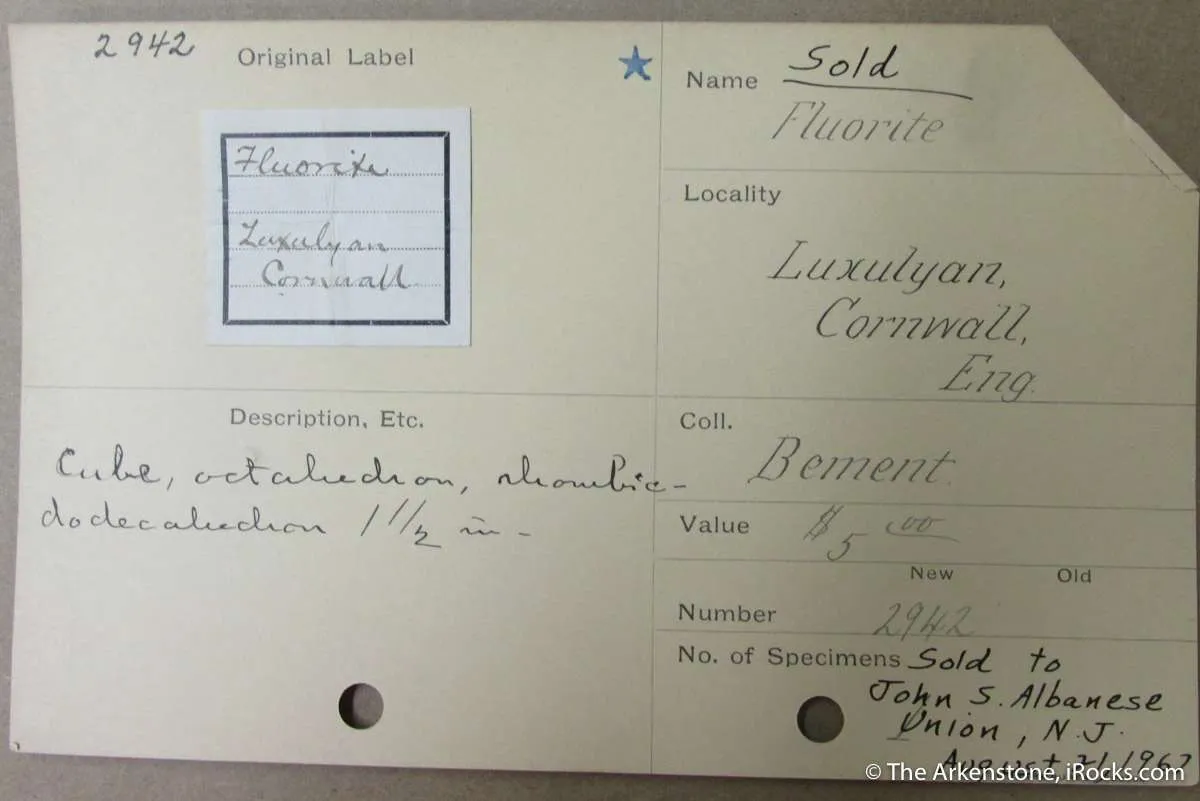 2942
Original Label
Fluorite
Luxulyan
Cornwall
Description, Etc.
Cube, octahedron, rhombic-
dodecahedron 1 1/2 in-
Name Sold
Fluorite
Locality
Luxulyan,
Cornwall,
Eng.
Coll.
Bement
Value $5 00
New Old
Number 2942
No. of Specimens Sold to
John S. Albanese
Union, N.J.
August
© The Arkenstone, iRocks.com